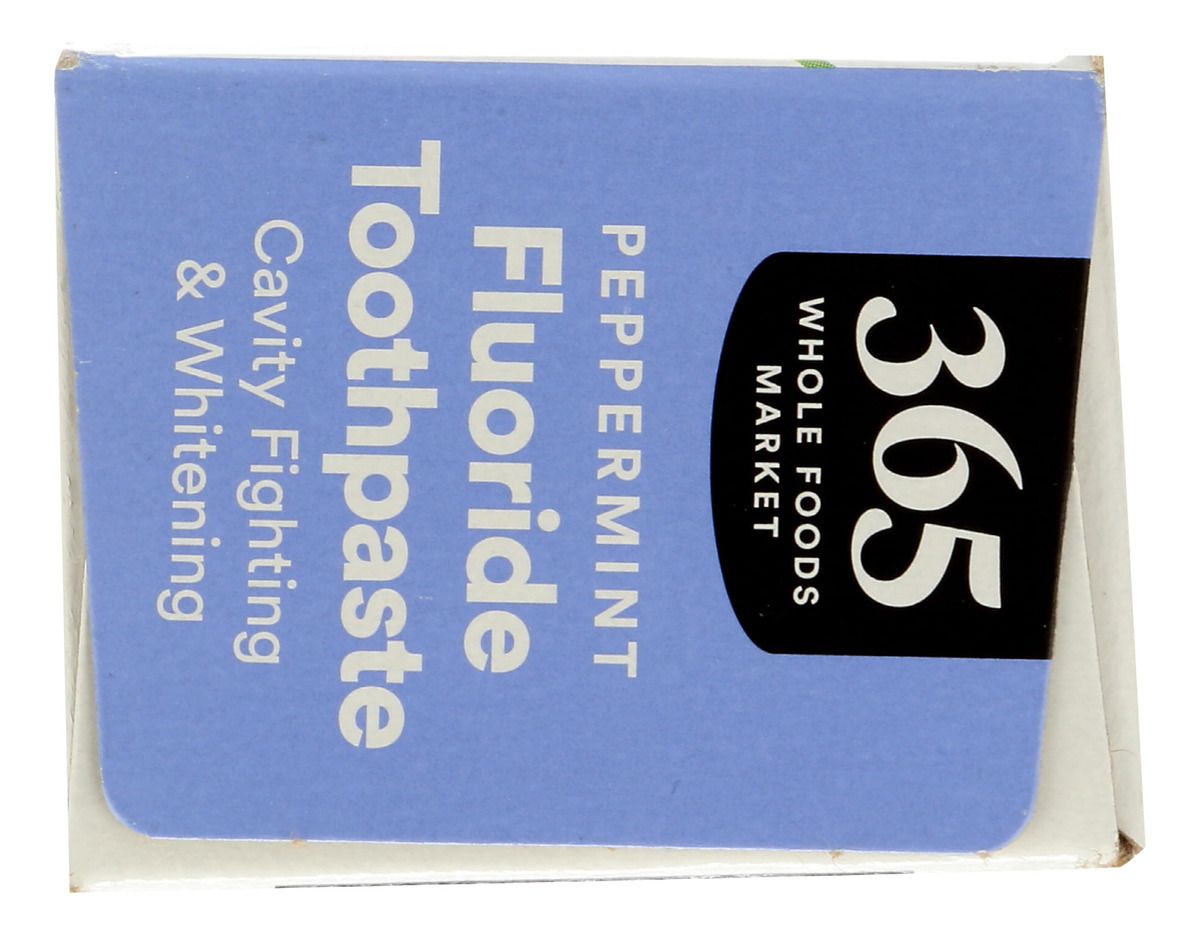 365
WHOLE FOODS
MARKET
PEPPERMINT
Fluoride
Toothpaste
Cavity Fighting
& Whitening